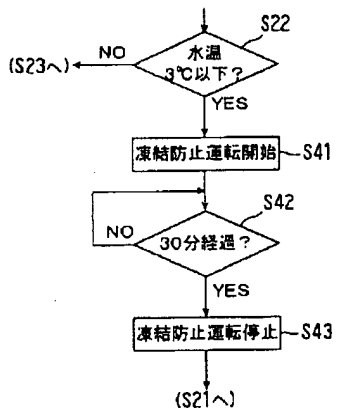 S22
水温
3℃以下?
NO
(S23へ)
YES
凍結防止運転開始
S41
S42
NO
30分経過?
YES
凍結防止運転停止
S43
(S21へ)